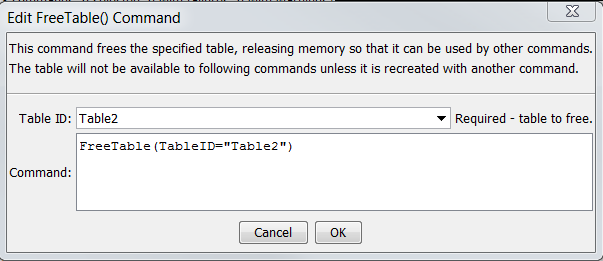 Edit FreeTable() Command
This command frees the specified table, releasing memory so that it can be used by other commands.
The table will not be available to following commands unless it is recreated with another command.
Table ID: Table2 Required - table to free.
FreeTable(TableID="Table2")
Command:
Cancel OK